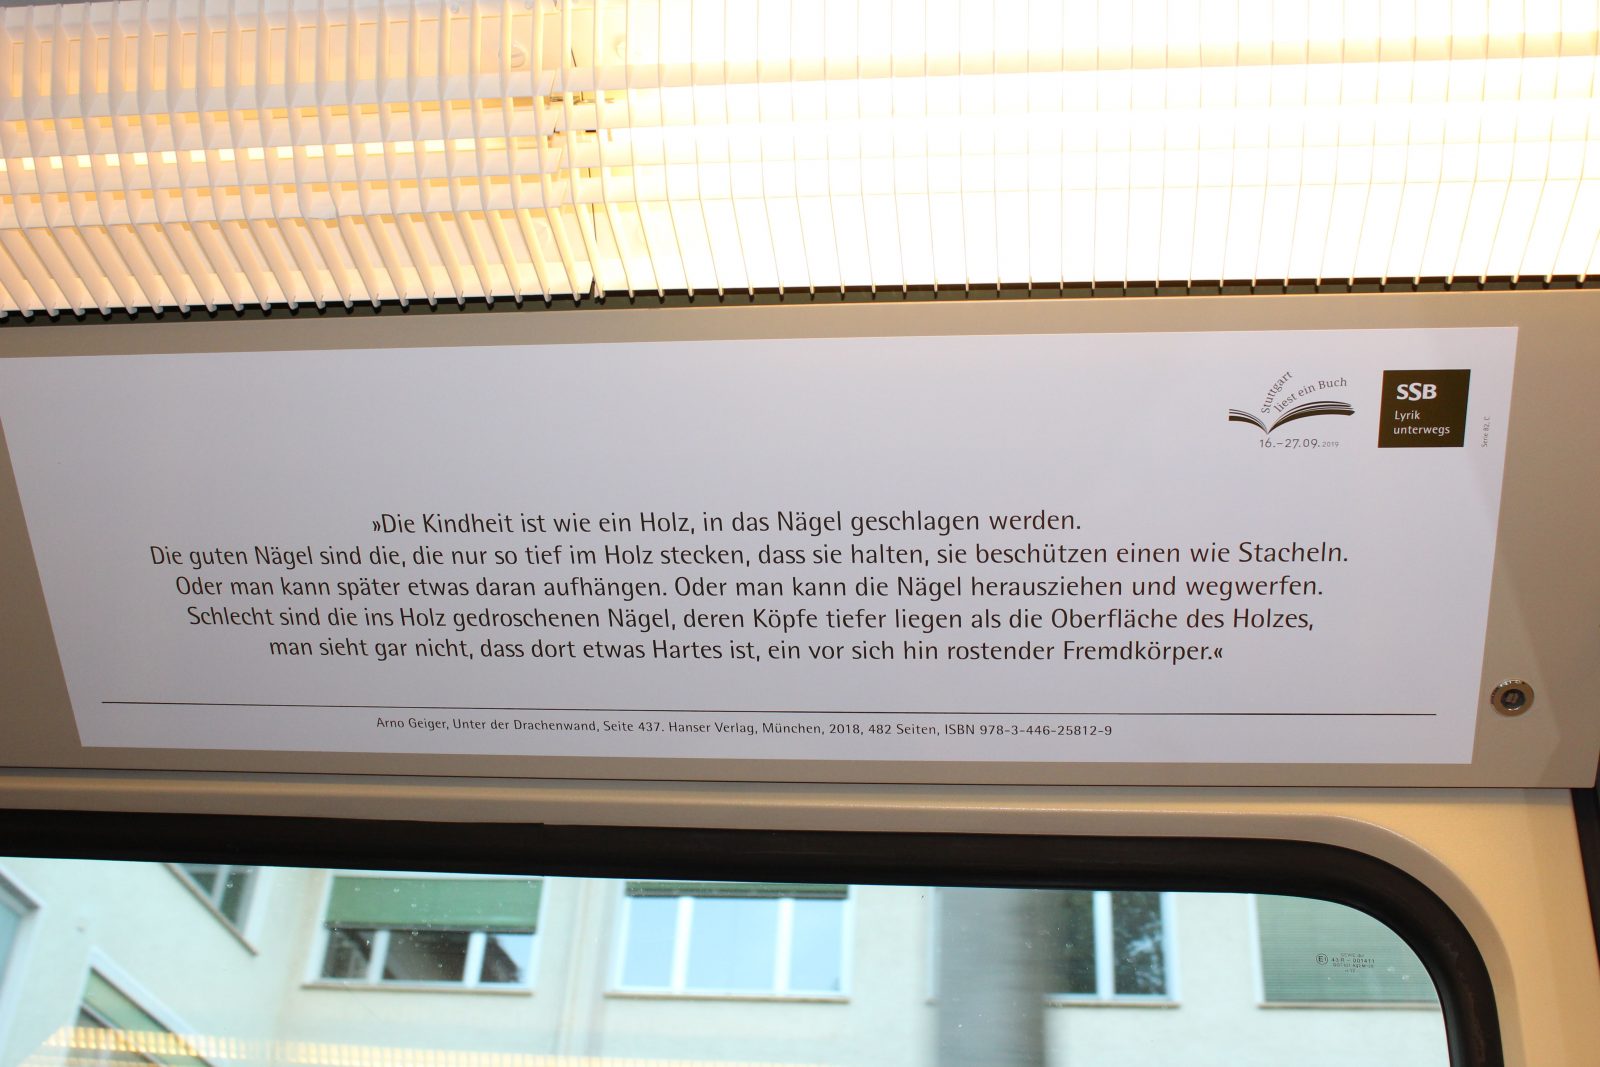 Stuttgart
liest ein Buch
16.–27.09.2019
SSB
Lyrik
unterwegs
Serie 82, C
»Die Kindheit ist wie ein Holz, in das Nägel geschlagen werden.
Die guten Nägel sind die, die nur so tief im Holz stecken, dass sie halten, sie beschützen einen wie Stacheln.
Oder man kann später etwas daran aufhängen. Oder man kann die Nägel herausziehen und wegwerfen.
Schlecht sind die ins Holz gedroschenen Nägel, deren Köpfe tiefer liegen als die Oberfläche des Holzes,
man sieht gar nicht, dass dort etwas Hartes ist, ein vor sich hin rostender Fremdkörper.«
Arno Geiger, Unter der Drachenwand, Seite 437. Hanser Verlag, München, 2018, 482 Seiten, ISBN 978-3-446-25812-9
E1 43 R - 001411